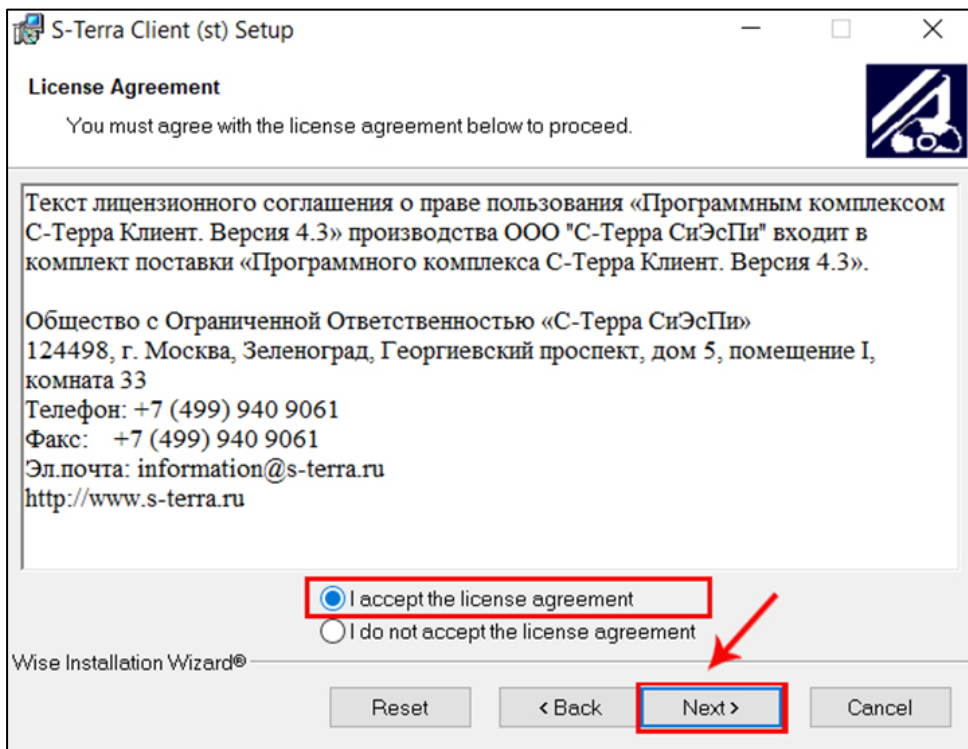 S-Terra Client (st) Setup
License Agreement
You must agree with the license agreement below to proceed.
Текст лицензионного соглашения о праве пользования «Программным комплексом
С-Терра Клиент. Версия 4.3» производства ООО "С-Терра СиЭсПи" входит в
комплект поставки «Программного комплекса С-Терра Клиент. Версия 4.3».
Общество с Ограниченной Ответственностью «С-Терра СиЭсПи»
124498, г. Москва, Зеленоград, Георгиевский проспект, дом 5, помещение I,
комната 33
Телефон: +7 (499) 940 9061
Факс: +7 (499) 940 9061
Эл.почта: information@s-terra.ru
http://www.s-terra.ru
I accept the license agreement
I do not accept the license agreement
Wise Installation Wizard®
Reset < Back Next > Cancel